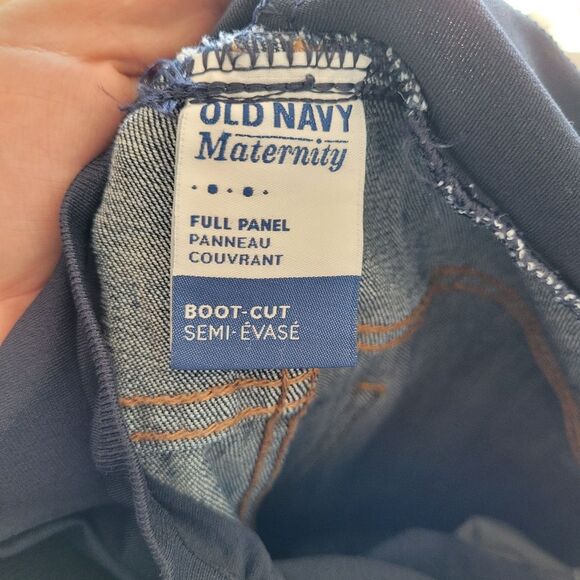 OLD NAVY
Maternity
FULL PANEL
PANNEAU
COUVRANT
BOOT-CUT
SEMI-ÉVASÉ